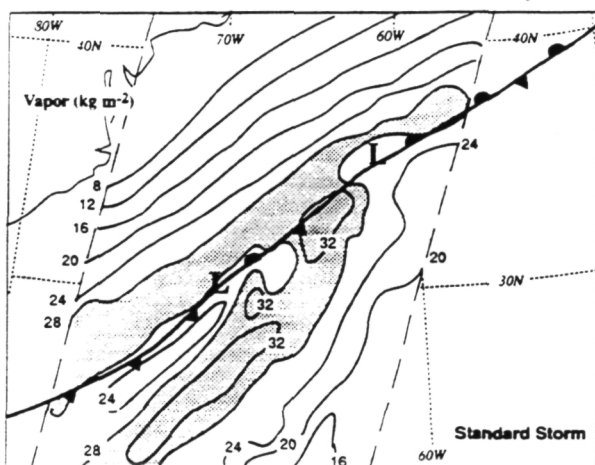 80W
70W
60W
40N
40N
Vapor (kg m-2)
L
24
8
12
16
32
20
20
L
30N
24
32
28
32
24
Standard Storm
28
24
20
16
60W